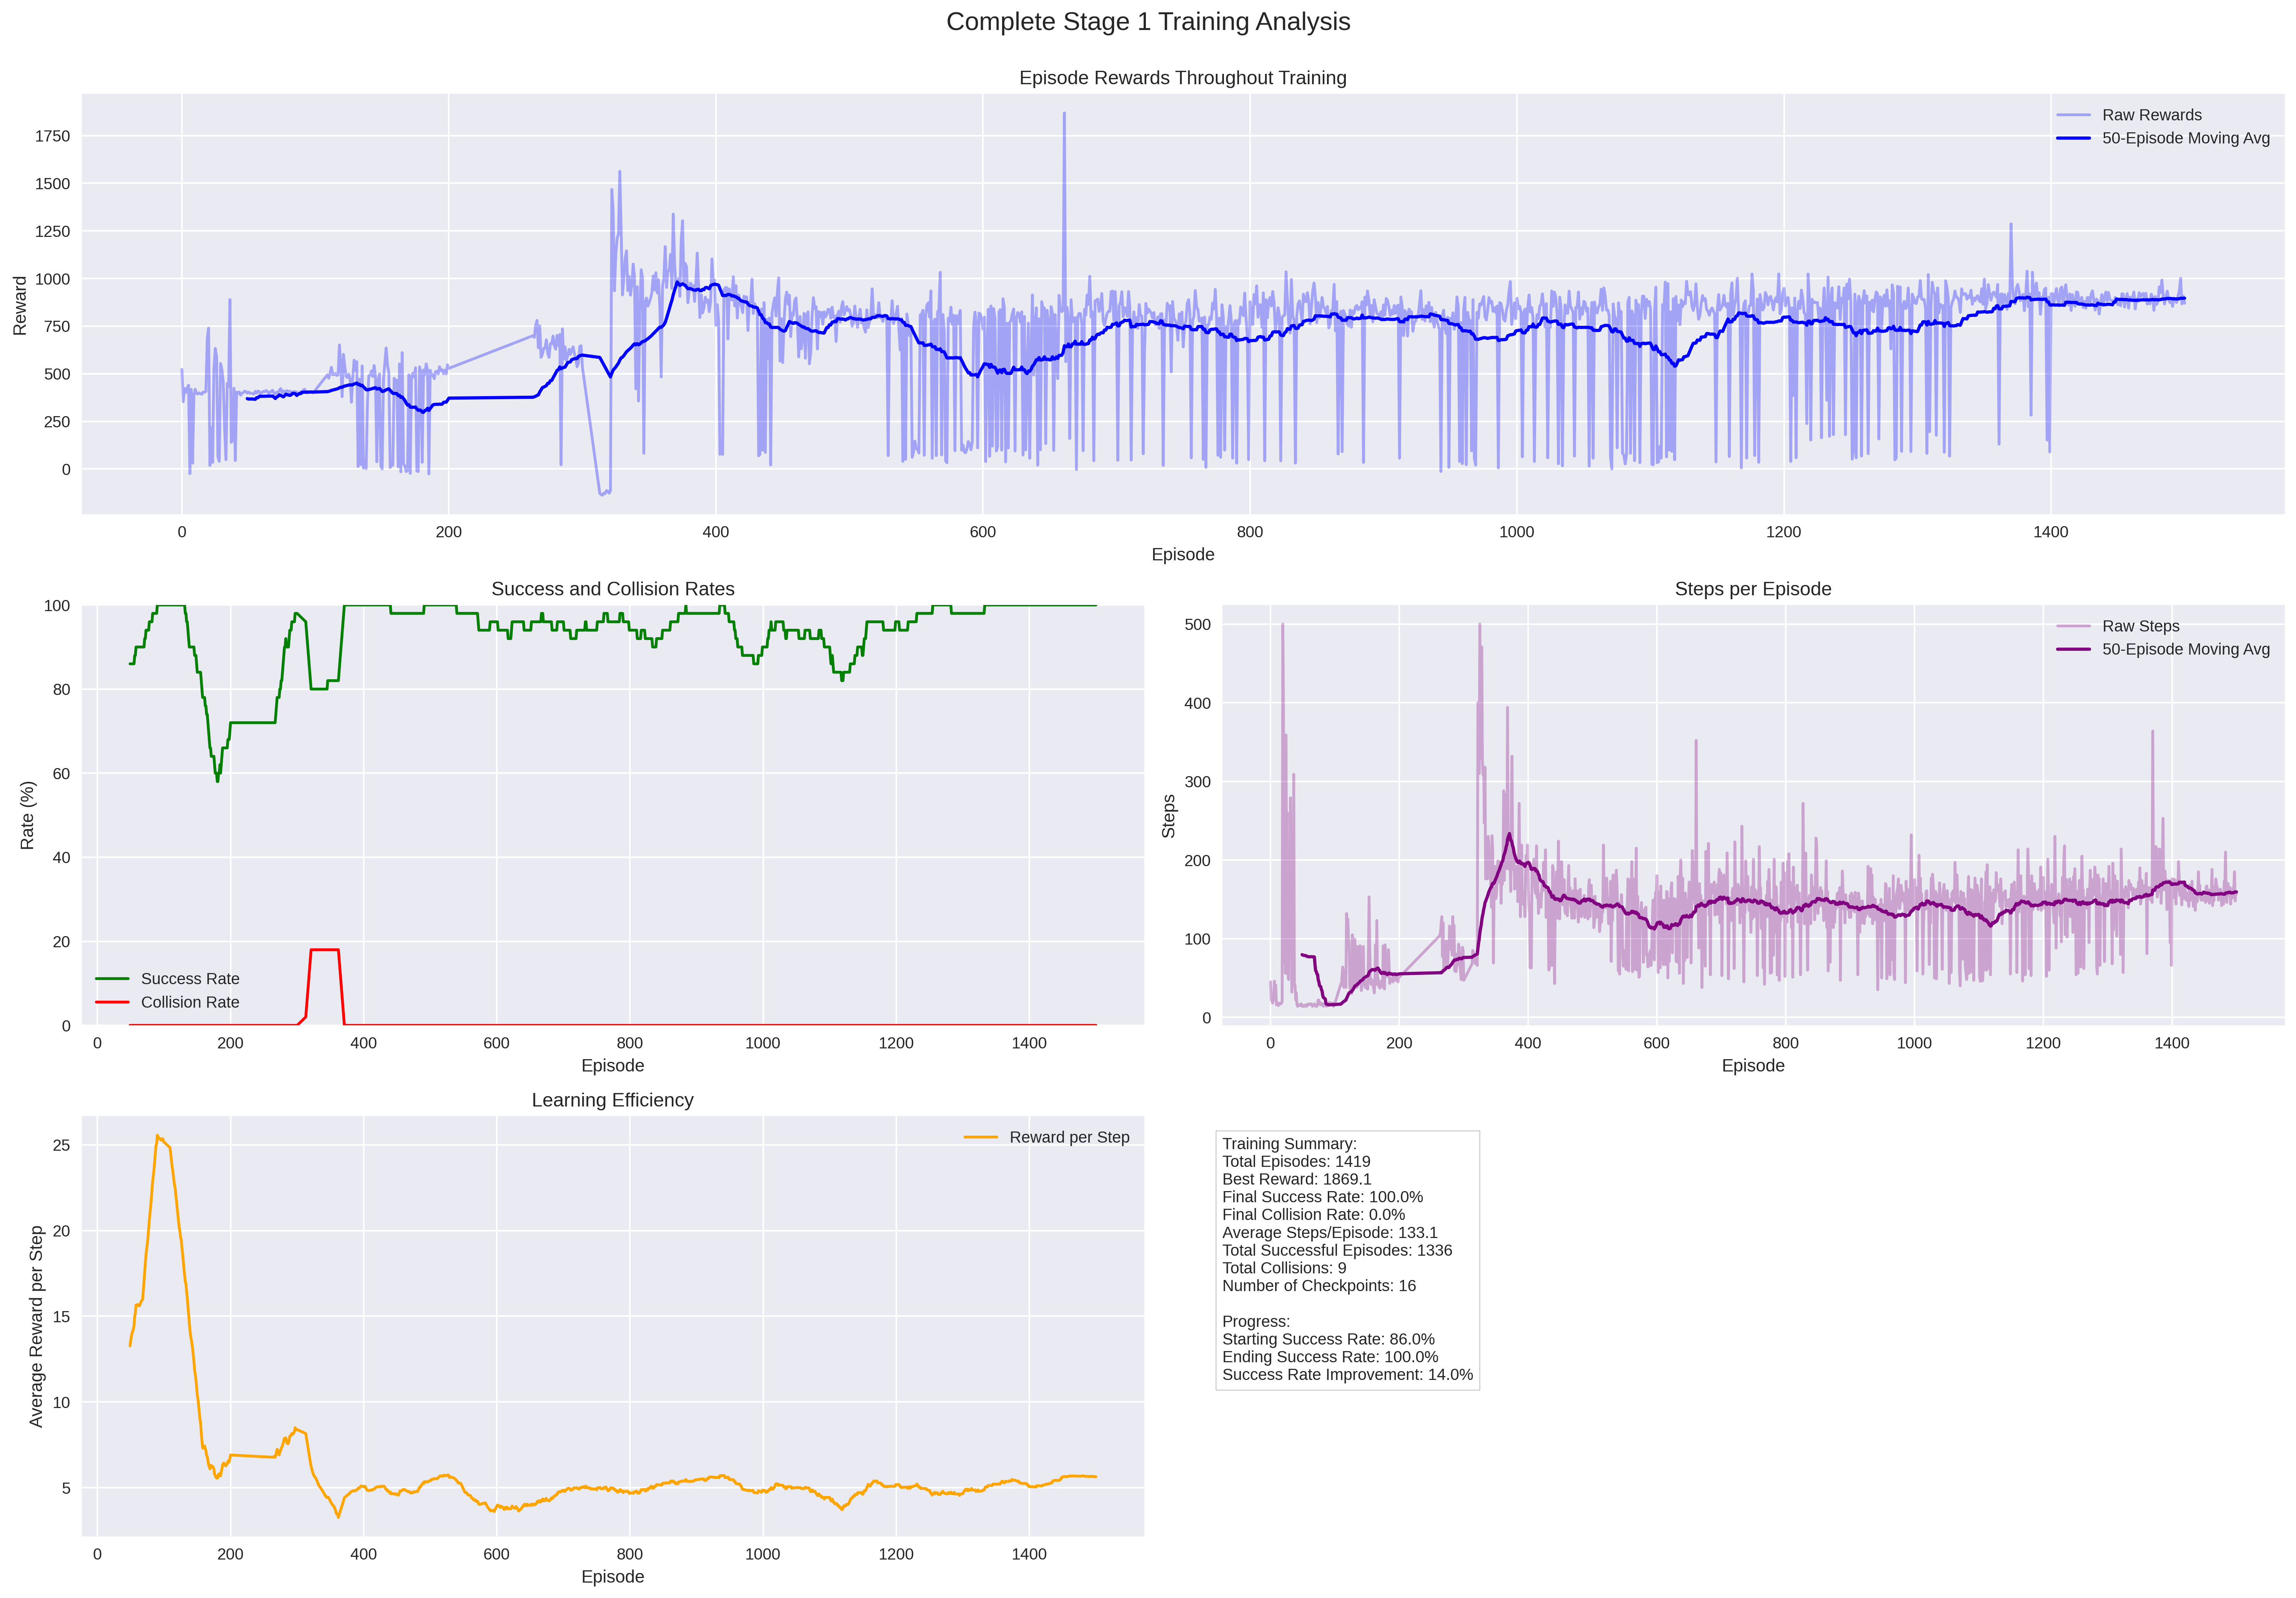 Complete Stage 1 Training Analysis
Episode Rewards Throughout Training
Reward
1750
1500
1250
1000
750
500
250
0
Raw Rewards
50-Episode Moving Avg
0 200 400 600 800 1000 1200 1400
Episode
Success and Collision Rates
Rate (%)
100
80
60
40
20
0
Success Rate
Collision Rate
0 200 400 600 800 1000 1200 1400
Episode
Steps per Episode
Steps
500
400
300
200
100
0
Raw Steps
50-Episode Moving Avg
0 200 400 600 800 1000 1200 1400
Episode
Learning Efficiency
Average Reward per Step
25
20
15
10
5
Reward per Step
0 200 400 600 800 1000 1200 1400
Episode
Training Summary:
Total Episodes: 1419
Best Reward: 1869.1
Final Success Rate: 100.0%
Final Collision Rate: 0.0%
Average Steps/Episode: 133.1
Total Successful Episodes: 1336
Total Collisions: 9
Number of Checkpoints: 16
Progress:
Starting Success Rate: 86.0%
Ending Success Rate: 100.0%
Success Rate Improvement: 14.0%